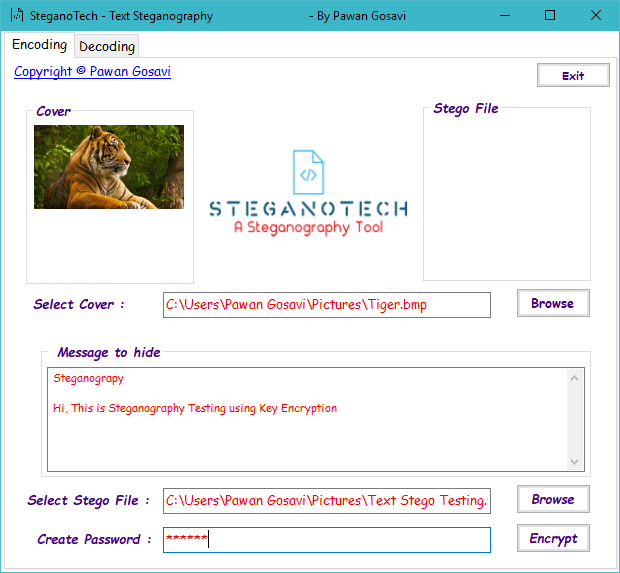 SteganoTech - Text Steganography - By Pawan Gosavi
Encoding Decoding
Copyright © Pawan Gosavi
Exit
Cover
Stego File
STEGANOTECH
A Steganography Tool
Select Cover : C:\Users\Pawan Gosavi\Pictures\Tiger.bmp Browse
Message to hide
Steganograpy
Hi, This is Steganography Testing using Key Encryption
Select Stego File : C:\Users\Pawan Gosavi\Pictures\Text Stego Testing. Browse
Create Password : ****** Encrypt